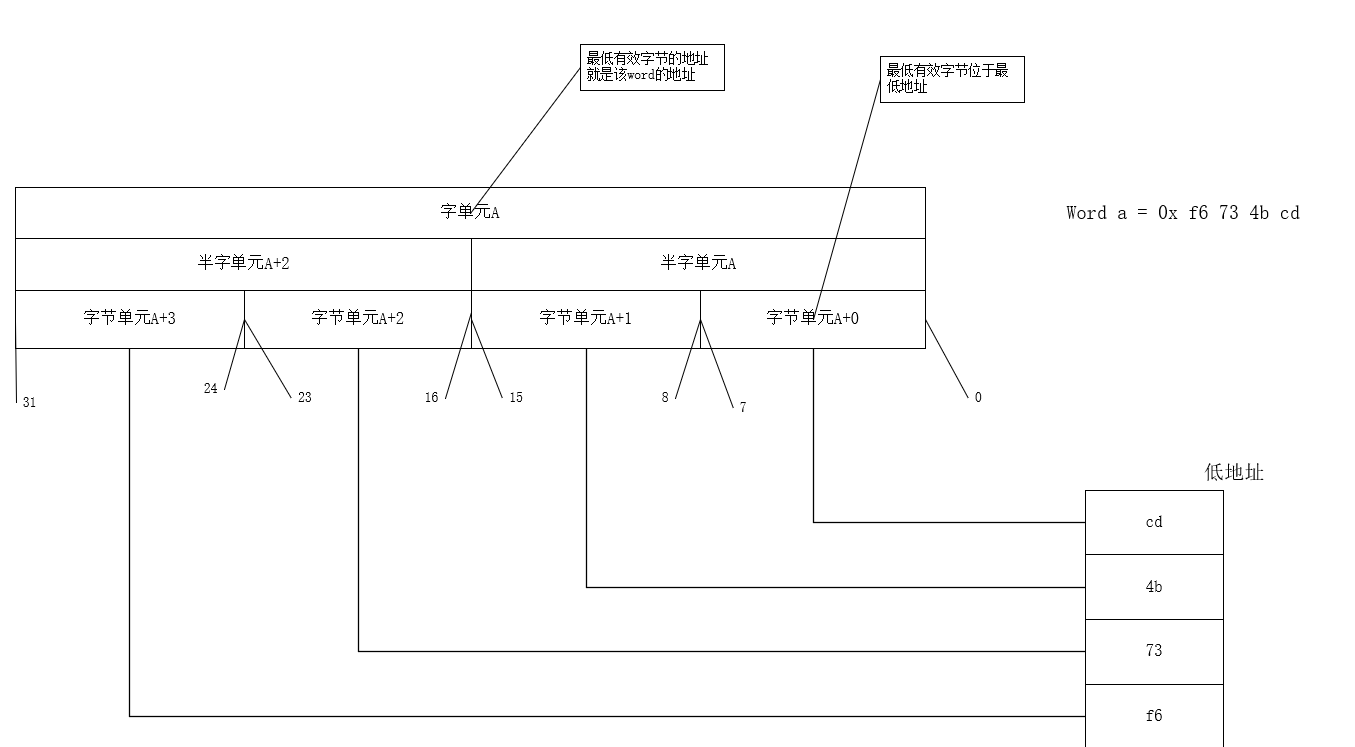 最低有效字节的地址
就是该word的地址
最低有效字节位于最
低地址
字单元A
Word a = 0x f6 73 4b cd
半字单元A+2
半字单元A
字节单元A+3
字节单元A+2
字节单元A+1
字节单元A+0
31
24
23
16
15
8
7
0
低地址
cd
4b
73
f6